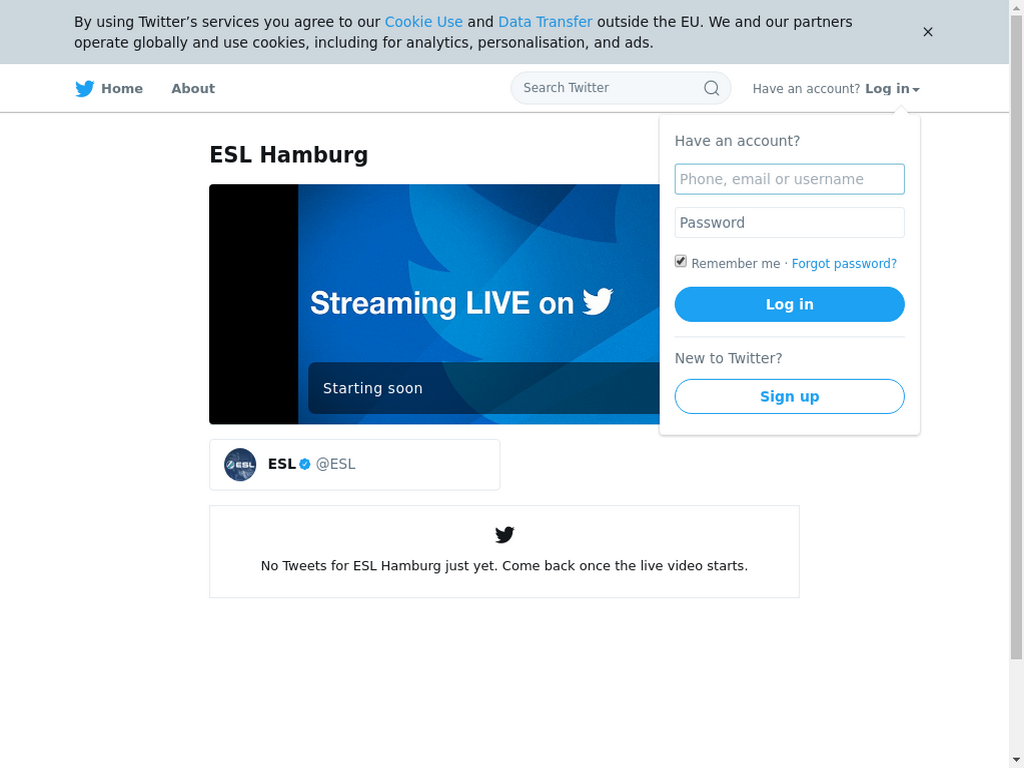 By using Twitter’s services you agree to our Cookie Use and Data Transfer outside the EU. We and our partners
operate globally and use cookies, including for analytics, personalisation, and ads.
×
Home About Search Twitter Have an account? Log in
Have an account?
Phone, email or username
Password
Remember me · Forgot password?
Log in
New to Twitter?
Sign up
ESL Hamburg
Streaming LIVE on
Starting soon
ESL
ESL @ESL
No Tweets for ESL Hamburg just yet. Come back once the live video starts.